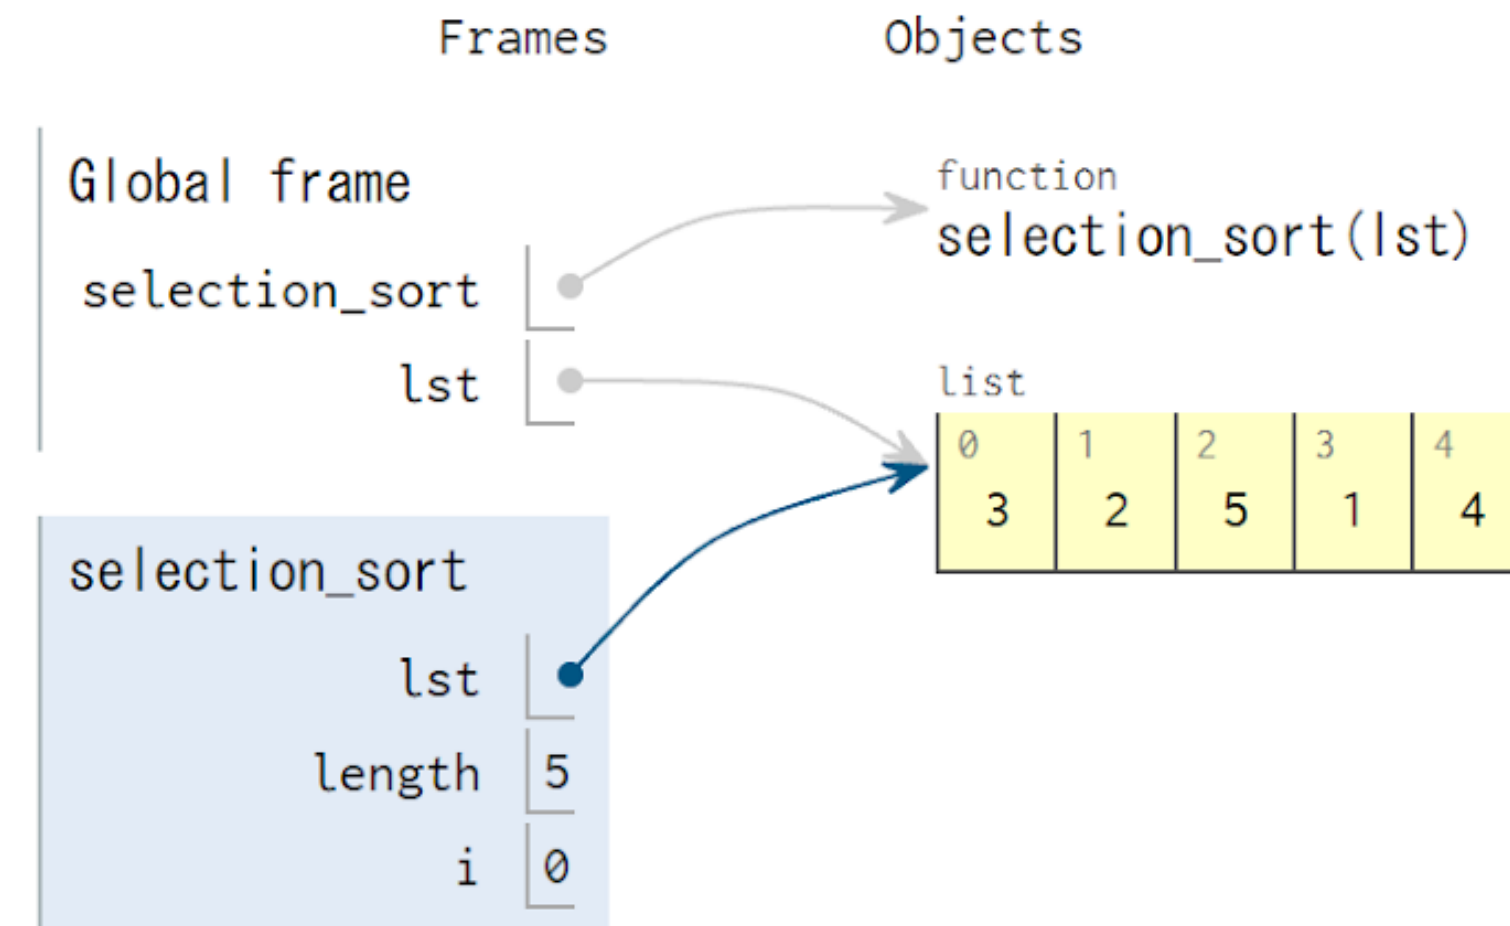 Frames Objects
Global frame
selection_sort
lst
function
selection_sort(lst)
list
0 1 2 3 4
3 2 5 1 4
selection_sort
lst
length 5
i 0